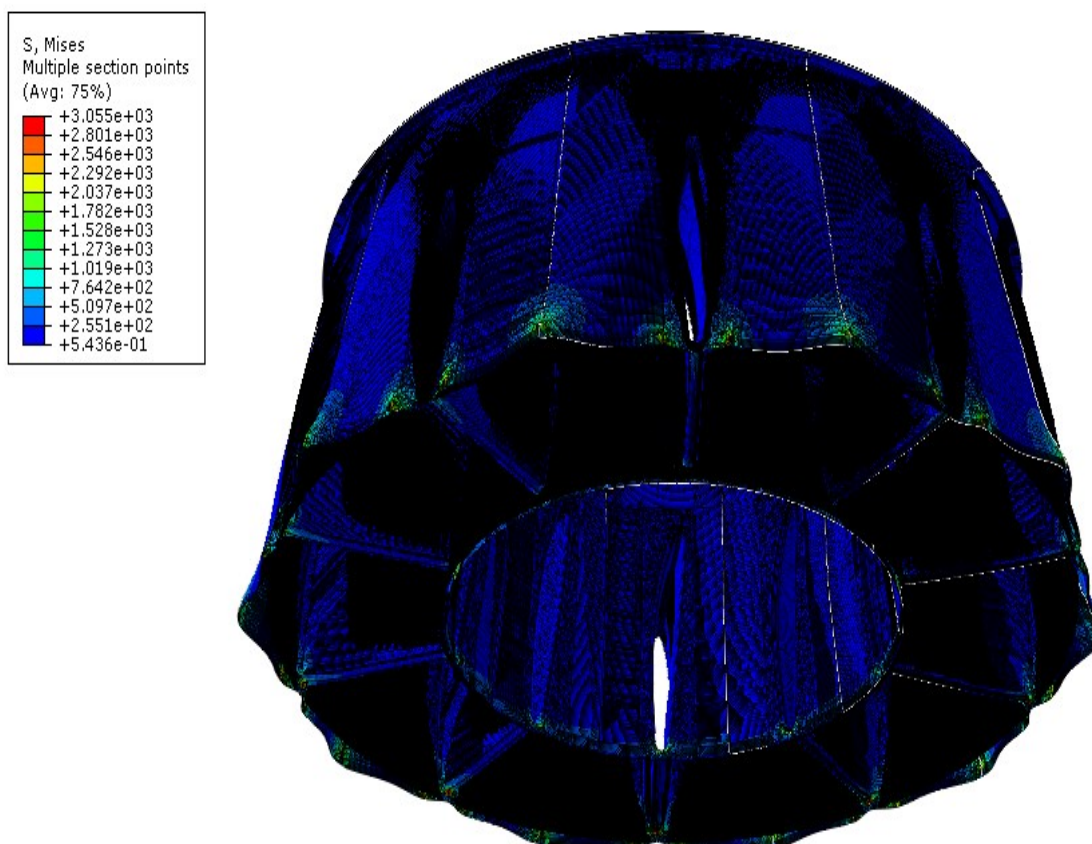 S, Mises
Multiple section points
(Avg: 75%)
+3.055e+03
+2.801e+03
+2.546e+03
+2.292e+03
+2.037e+03
+1.782e+03
+1.528e+03
+1.273e+03
+1.019e+03
+7.642e+02
+5.097e+02
+2.551e+02
+5.436e-01